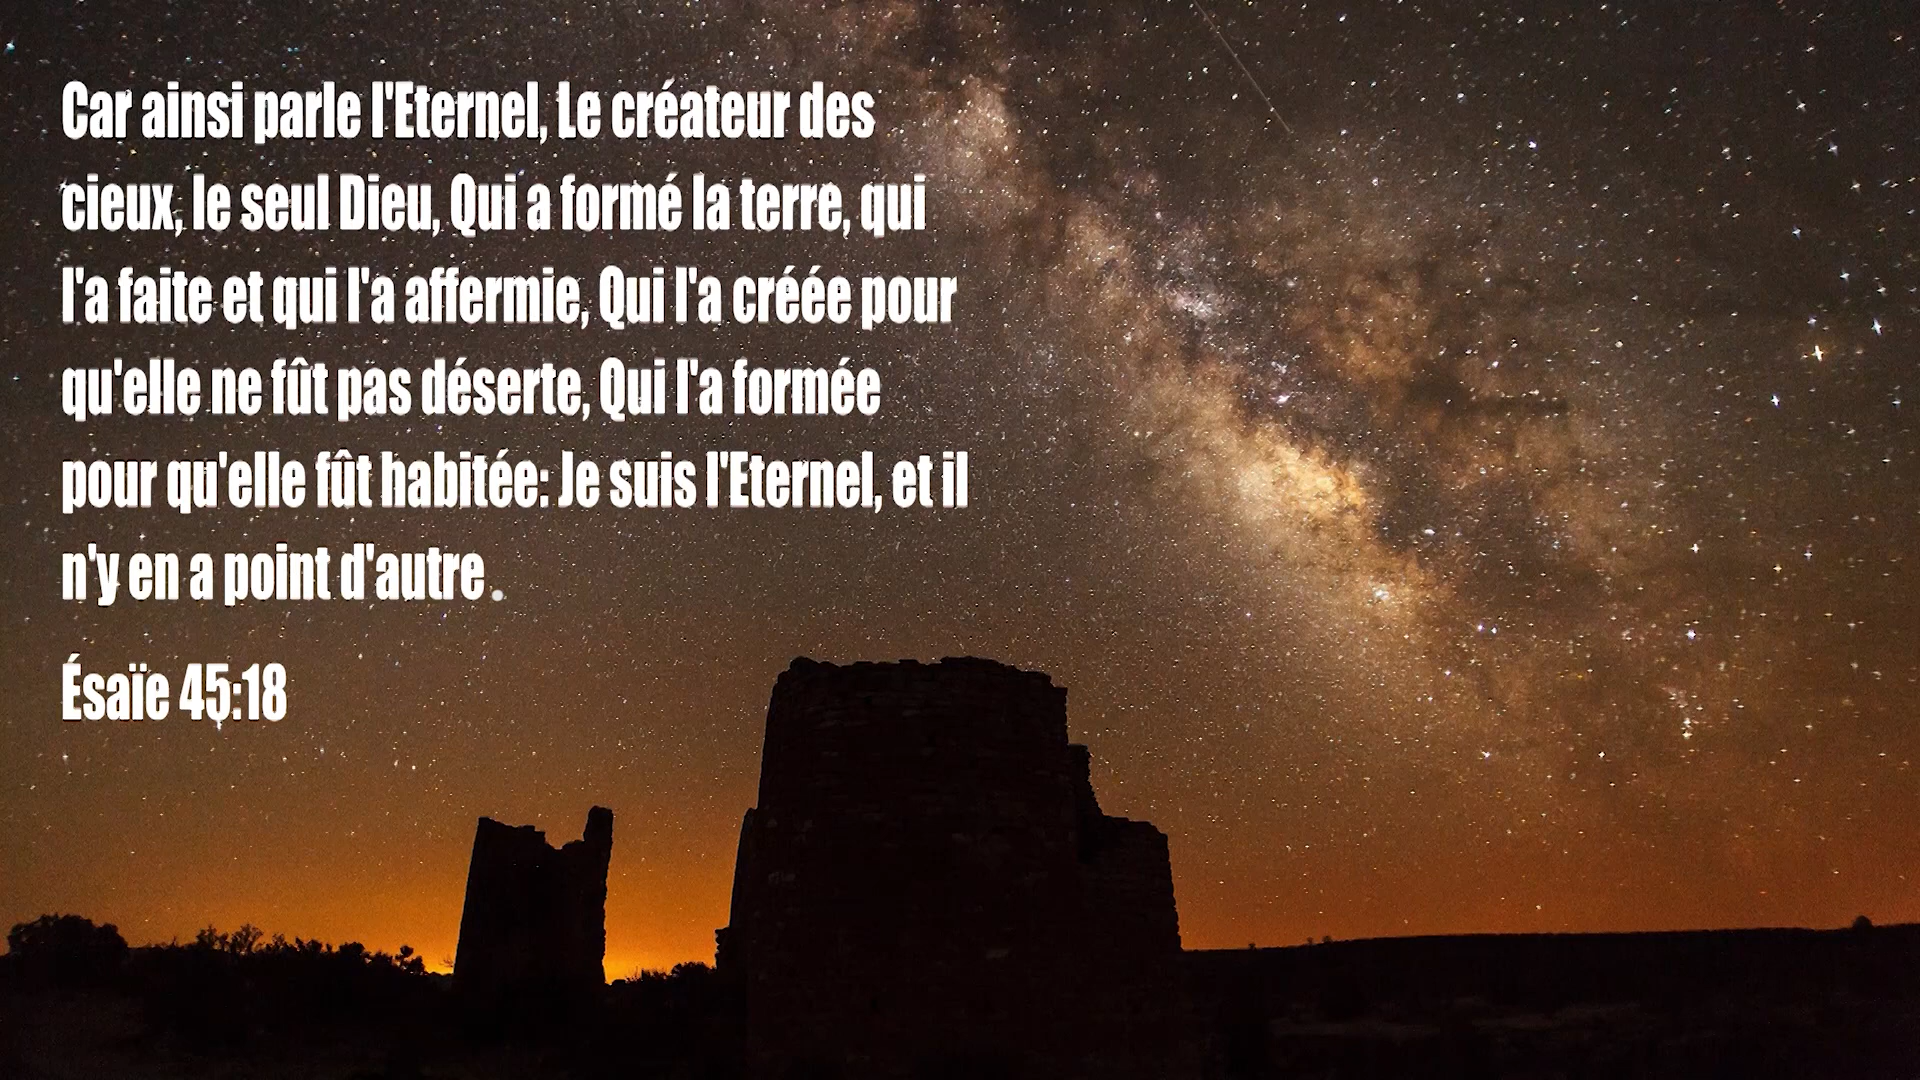 Car ainsi parle l'Eternel, Le créateur des
cieux, le seul Dieu, Qui a formé la terre, qui
l'a faite et qui l'a affermie, Qui l'a créée pour
qu'elle ne fût pas déserte, Qui l'a formée
pour qu'elle fût habitée: Je suis l'Eternel, et il
n'y en a point d'autre.
Ésaïe 45:18